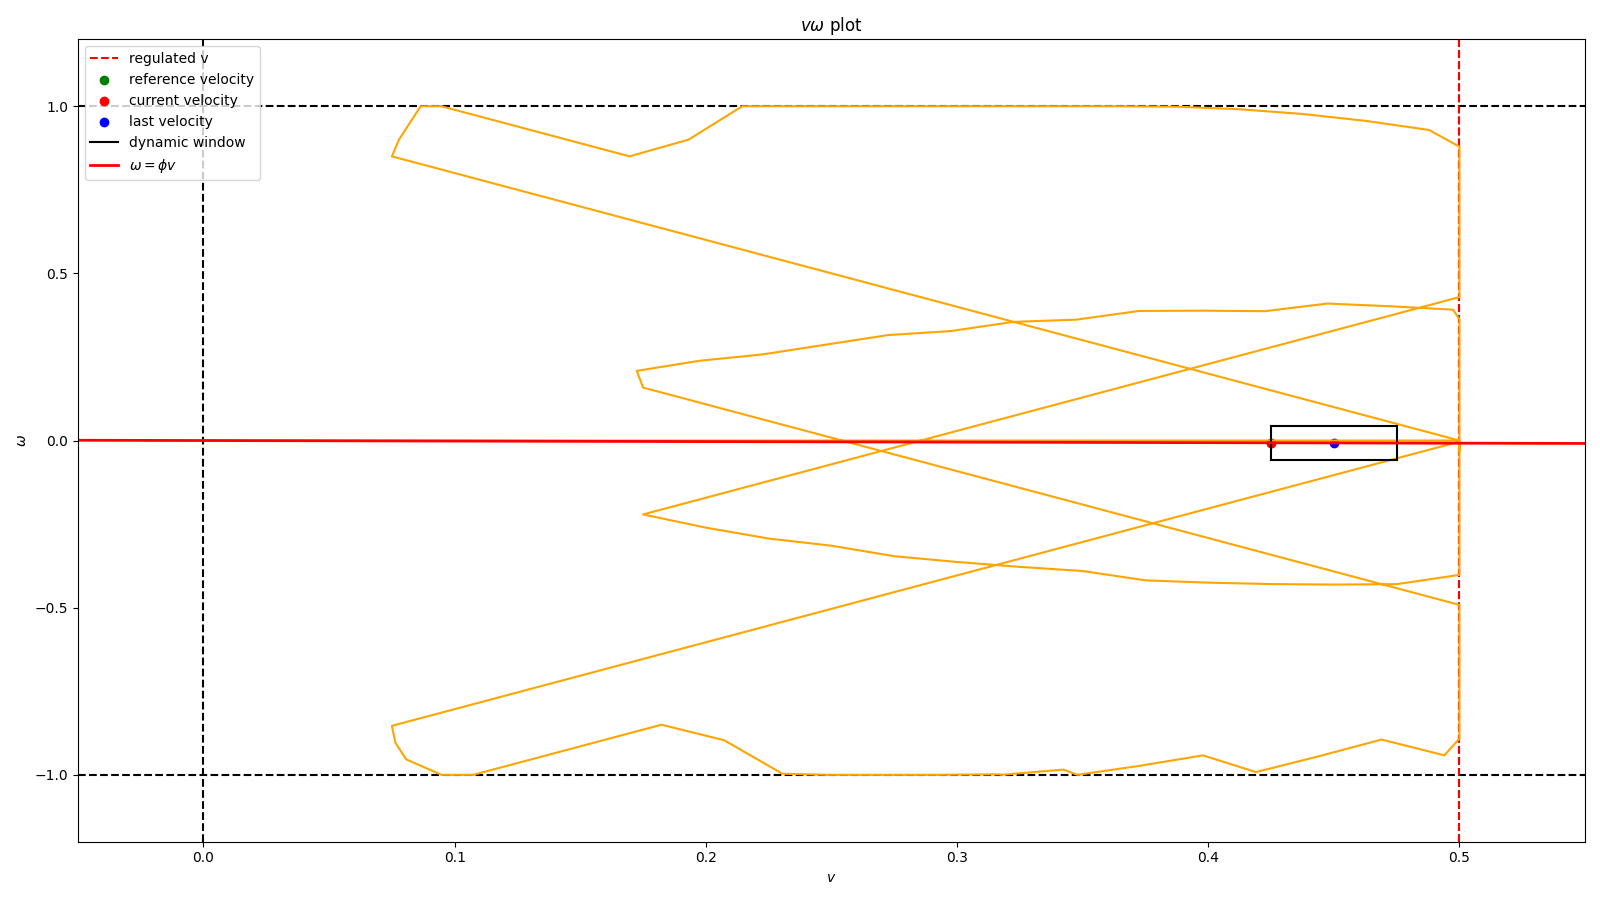 vω plot
regulated v
reference velocity
current velocity
last velocity
dynamic window
ω = ϕv
1.0
0.5
0.0
−0.5
−1.0
ω
0.0 0.1 0.2 0.3 0.4 0.5
v